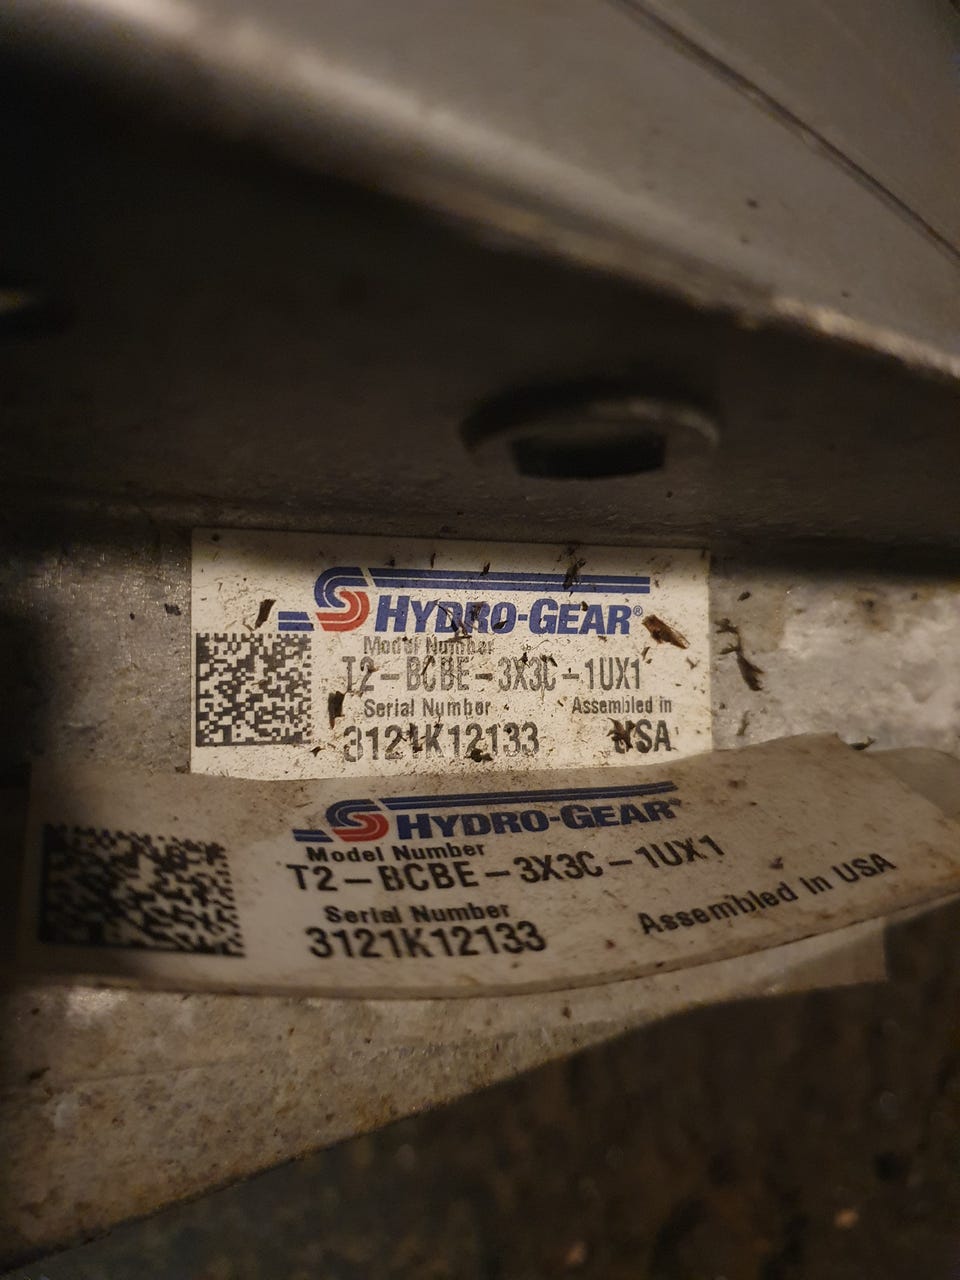 HYDRO-GEAR®
Model Number
T2-BCBE-3X3C-1UX1
Serial Number Assembled in
3121K12133 USA
HYDRO-GEAR®
Model Number
T2-BCBE-3X3C-1UX1
Serial Number
3121K12133 Assembled In USA